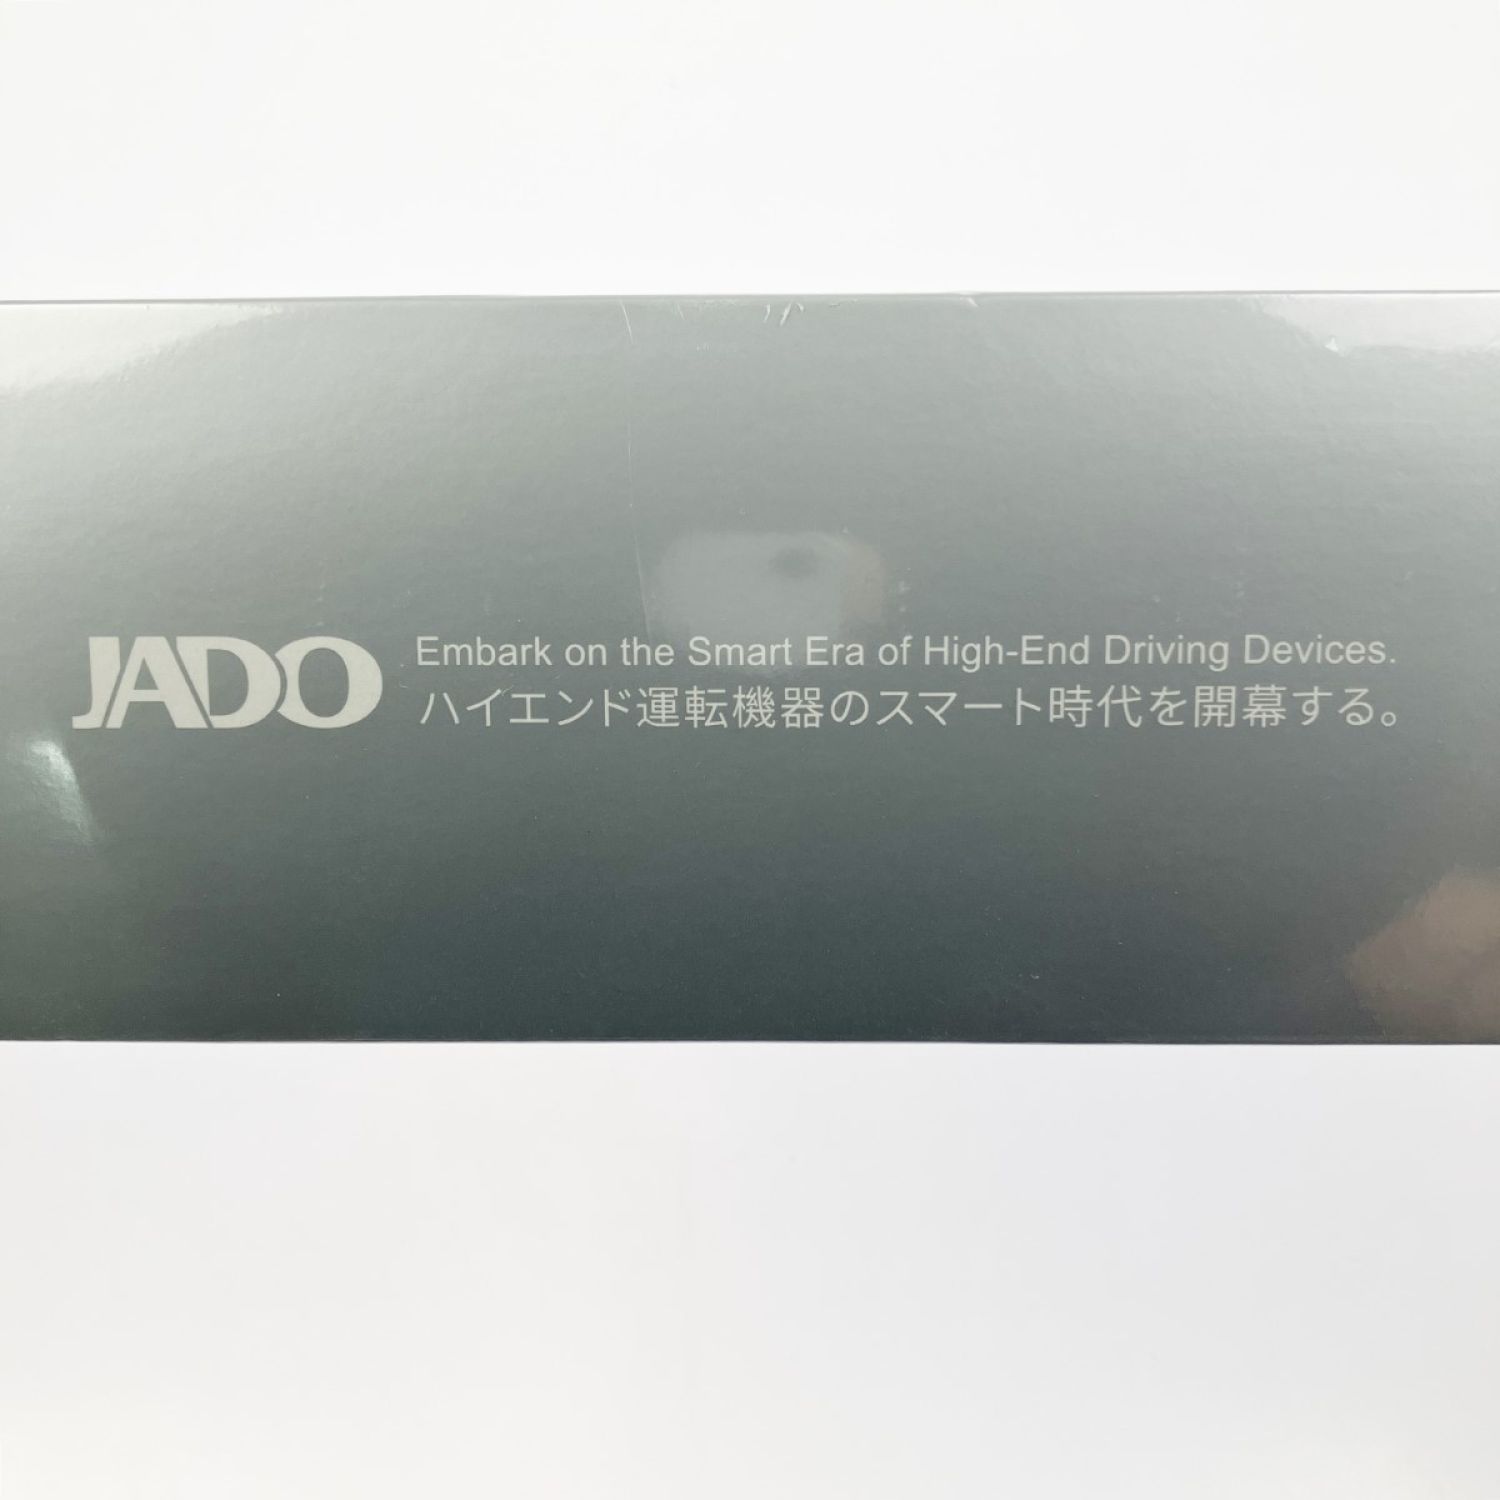 JADO
Embark on the Smart Era of High-End Driving Devices.
ハイエンド運転機器のスマート時代を開幕する。